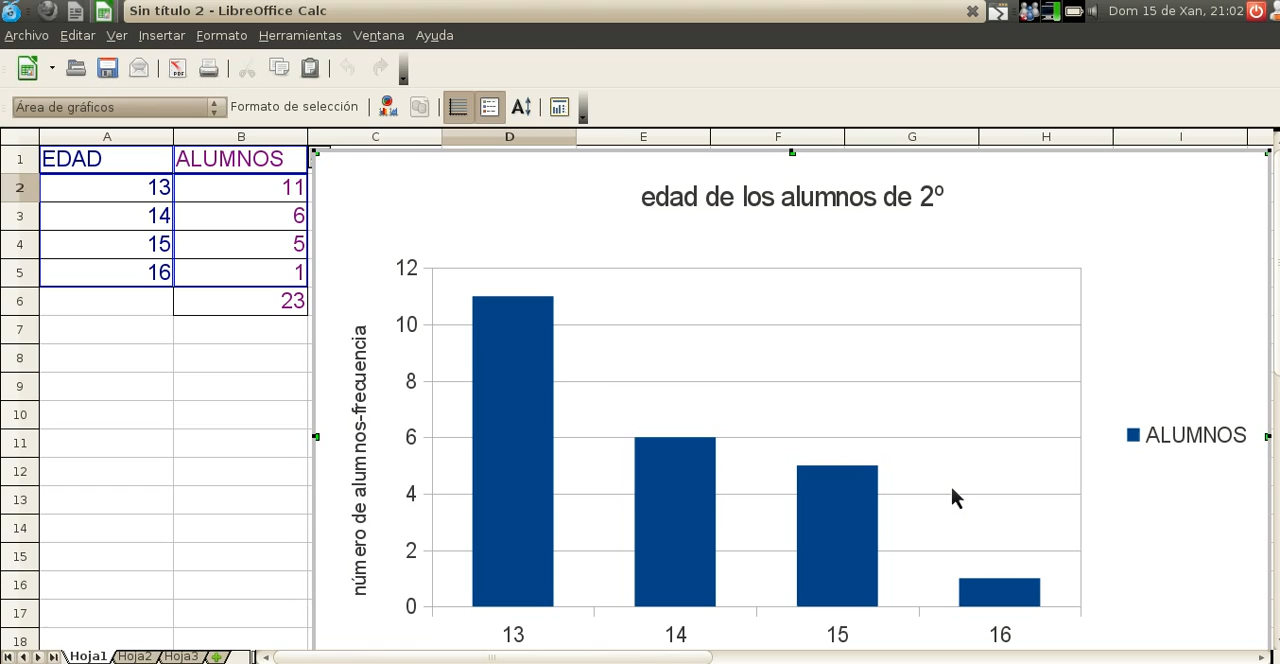 Sin título 2 - LibreOffice Calc
Dom 15 de Xan, 21:02
Archivo Editar Ver Insertar Formato Herramientas Ventana Ayuda
PDF
Área de gráficos
Formato de selección
A B C D E F G H I
1 EDAD ALUMNOS
2 13 11
3 14 6
4 15 5
5 16 1
6 23
7
8
9
10
11
12
13
14
15
16
17
18
edad de los alumnos de 2º
número de alumnos-frecuencia
12
10
8
6
4
2
0
13 14 15 16
ALUMNOS
Hoja1 Hoja2 Hoja3